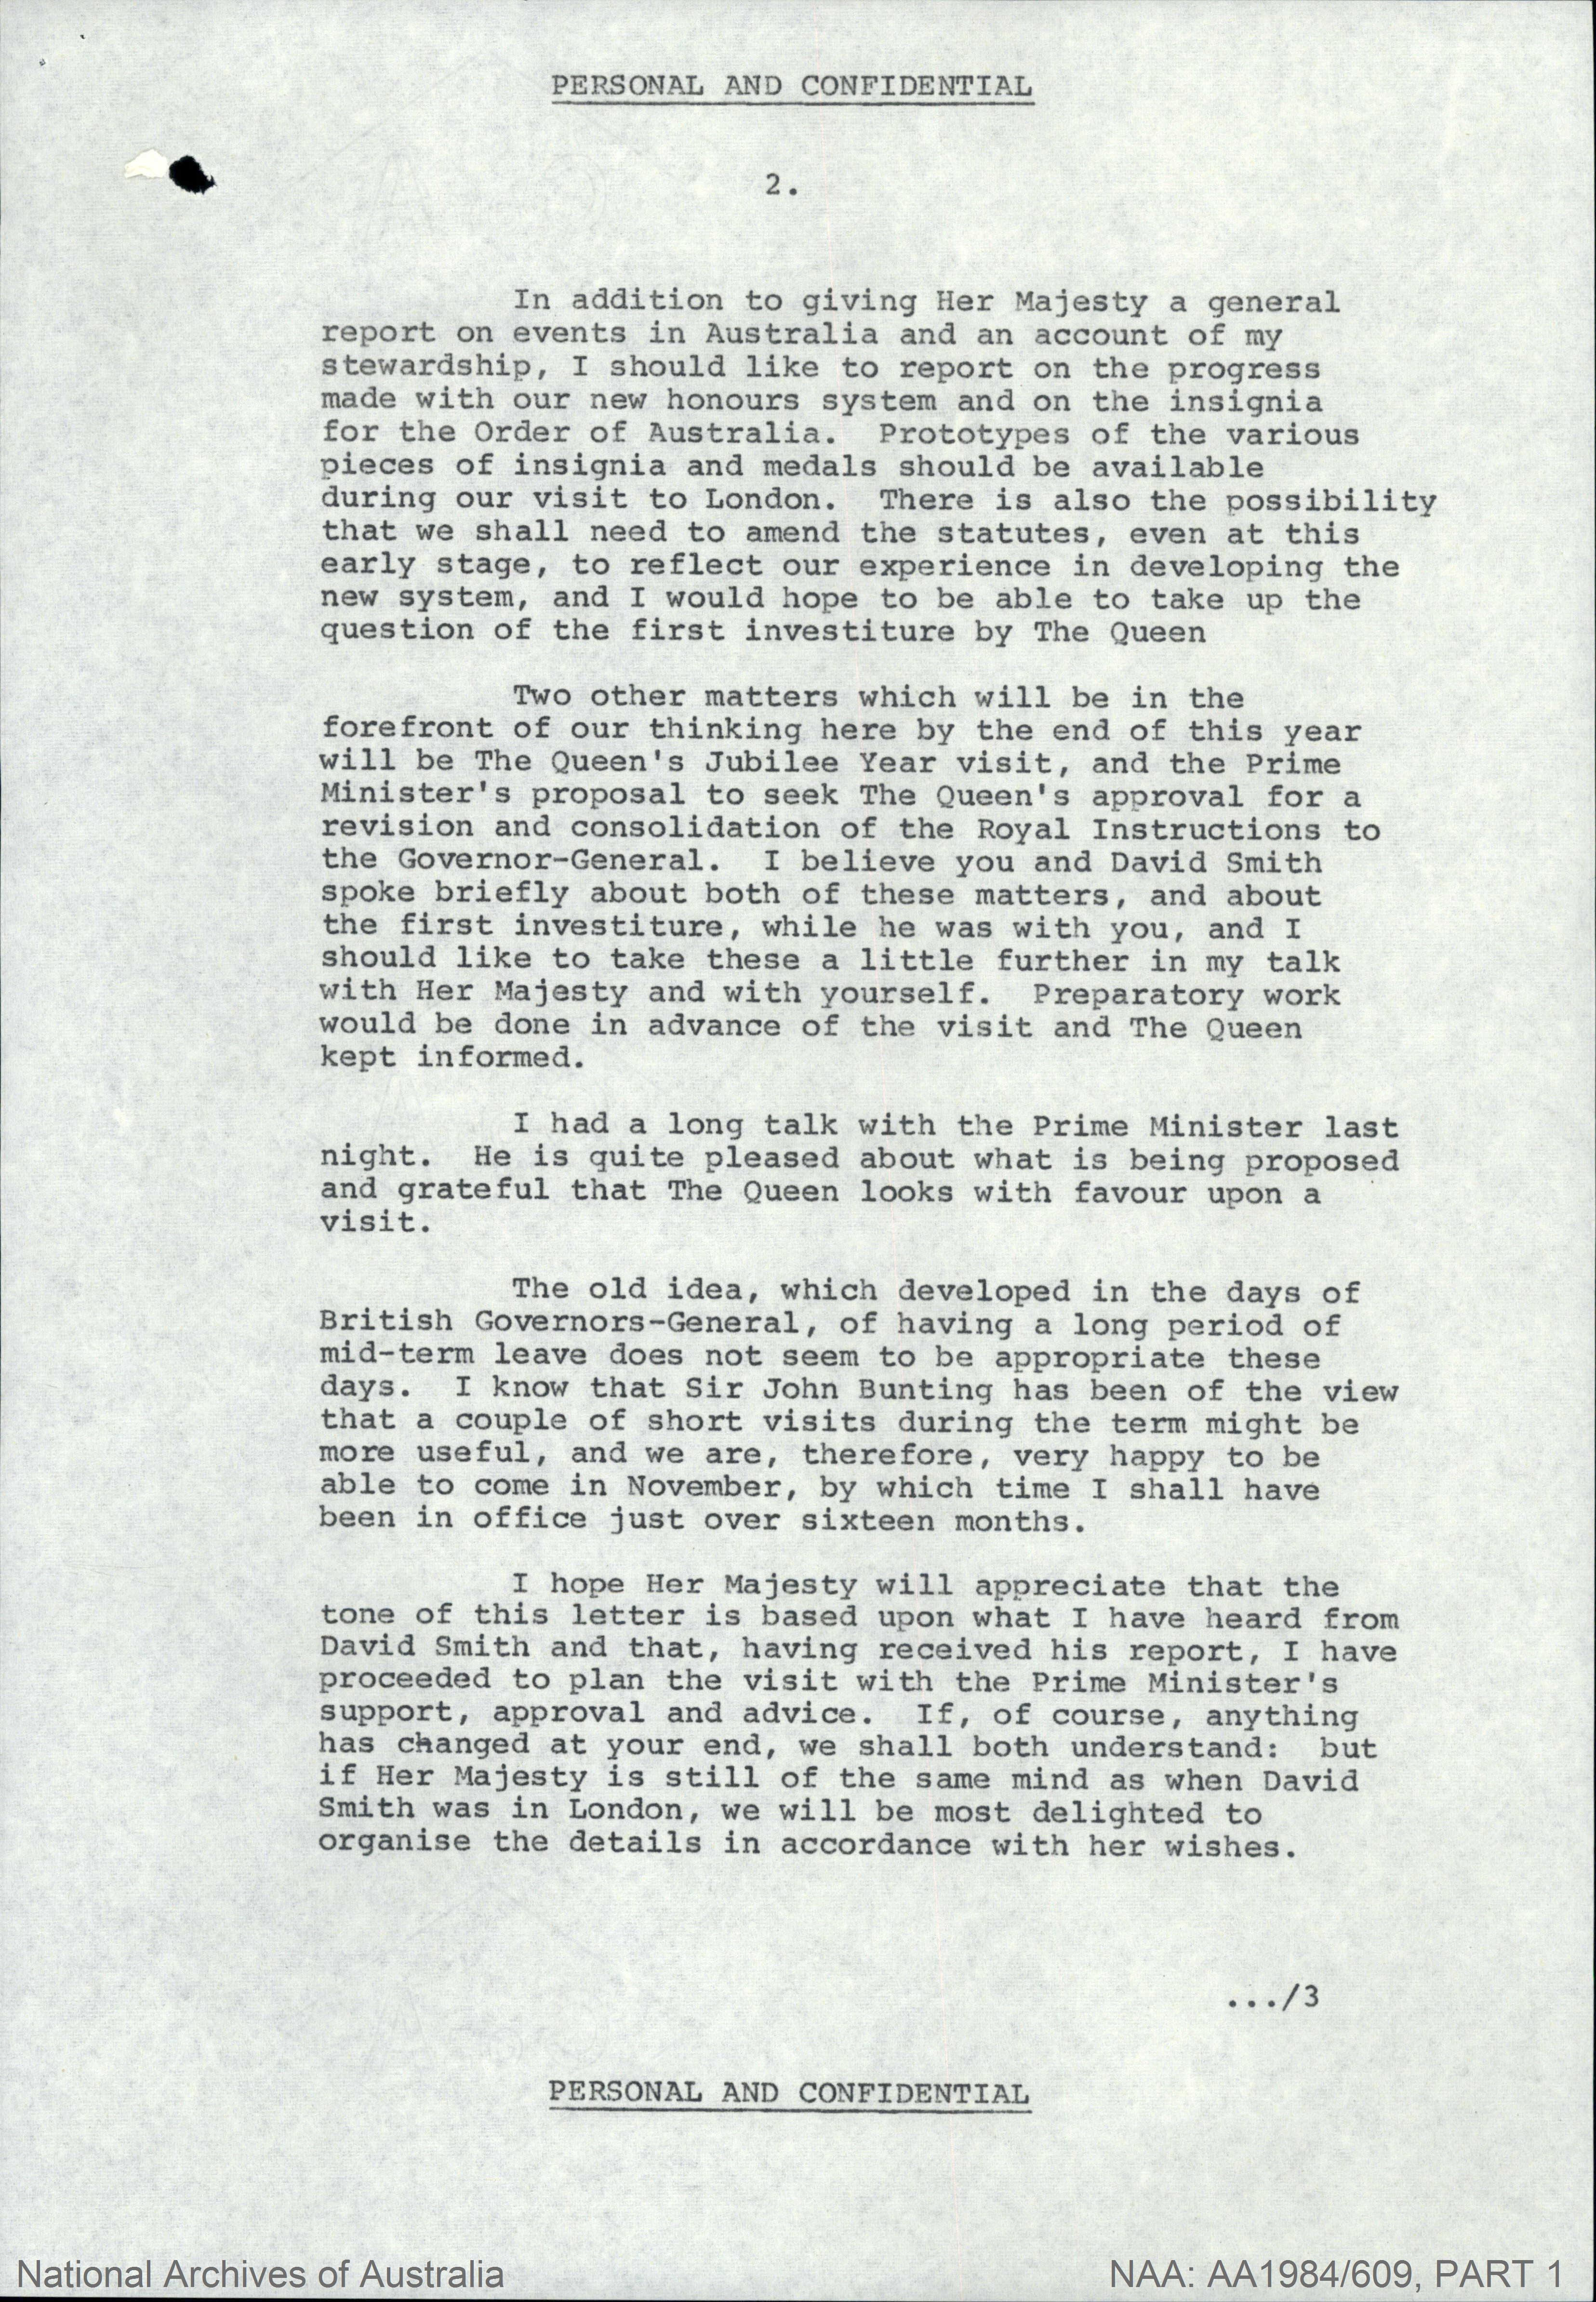 PERSONAL AND CONFIDENTIAL
2.
In addition to giving Her Majesty a general
report on events in Australia and an account of my
stewardship, I should like to report on the progress
made with our new honours system and on the insignia
for the Order of Australia. Prototypes of the various
pieces of insignia and medals should be available
during our visit to London. There is also the possibility
that we shall need to amend the statutes, even at this
early stage, to reflect our experience in developing the
new system, and I would hope to be able to take up the
question of the first investiture by The Queen
Two other matters which will be in the
forefront of our thinking here by the end of this year
will be The Queen's Jubilee Year visit, and the Prime
Minister's proposal to seek The Queen's approval for a
revision and consolidation of the Royal Instructions to
the Governor-General. I believe you and David Smith
spoke briefly about both of these matters, and about
the first investiture, while he was with you, and I
should like to take these a little further in my talk
with Her Majesty and with yourself. Preparatory work
would be done in advance of the visit and The Queen
kept informed.
I had a long talk with the Prime Minister last
night. He is quite pleased about what is being proposed
and grateful that The Queen looks with favour upon a
visit.
The old idea, which developed in the days of
British Governors-General, of having a long period of
mid-term leave does not seem to be appropriate these
days. I know that Sir John Bunting has been of the view
that a couple of short visits during the term might be
more useful, and we are, therefore, very happy to be
able to come in November, by which time I shall have
been in office just over sixteen months.
I hope Her Majesty will appreciate that the
tone of this letter is based upon what I have heard from
David Smith and that, having received his report, I have
proceeded to plan the visit with the Prime Minister's
support, approval and advice. If, of course, anything
has changed at your end, we shall both understand: but
if Her Majesty is still of the same mind as when David
Smith was in London, we will be most delighted to
organise the details in accordance with her wishes.
.../3
PERSONAL AND CONFIDENTIAL
National Archives of Australia
NAA: AA1984/609, PART 1